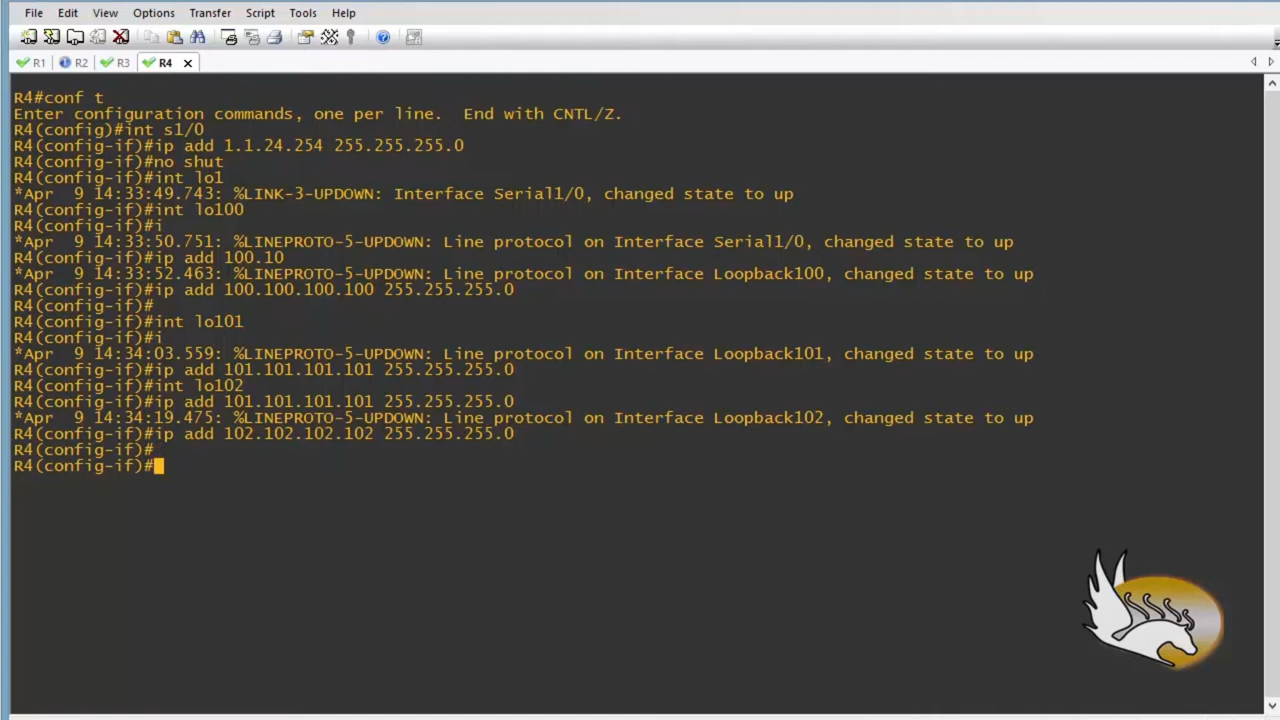 File Edit View Options Transfer Script Tools Help
R1 R2 R3 R4
R4#conf t
Enter configuration commands, one per line.  End with CNTL/Z.
R4(config)#int s1/0
R4(config-if)#ip add 1.1.24.254 255.255.255.0
R4(config-if)#no shut
R4(config-if)#int lo1
*Apr  9 14:33:49.743: %LINK-3-UPDOWN: Interface Serial1/0, changed state to up
R4(config-if)#int lo100
R4(config-if)#i
*Apr  9 14:33:50.751: %LINEPROTO-5-UPDOWN: Line protocol on Interface Serial1/0, changed state to up
R4(config-if)#ip add 100.10
*Apr  9 14:33:52.463: %LINEPROTO-5-UPDOWN: Line protocol on Interface Loopback100, changed state to up
R4(config-if)#ip add 100.100.100.100 255.255.255.0
R4(config-if)#
R4(config-if)#int lo101
R4(config-if)#i
*Apr  9 14:34:03.559: %LINEPROTO-5-UPDOWN: Line protocol on Interface Loopback101, changed state to up
R4(config-if)#ip add 101.101.101.101 255.255.255.0
R4(config-if)#int lo102
R4(config-if)#ip add 101.101.101.101 255.255.255.0
*Apr  9 14:34:19.475: %LINEPROTO-5-UPDOWN: Line protocol on Interface Loopback102, changed state to up
R4(config-if)#ip add 102.102.102.102 255.255.255.0
R4(config-if)#
R4(config-if)#